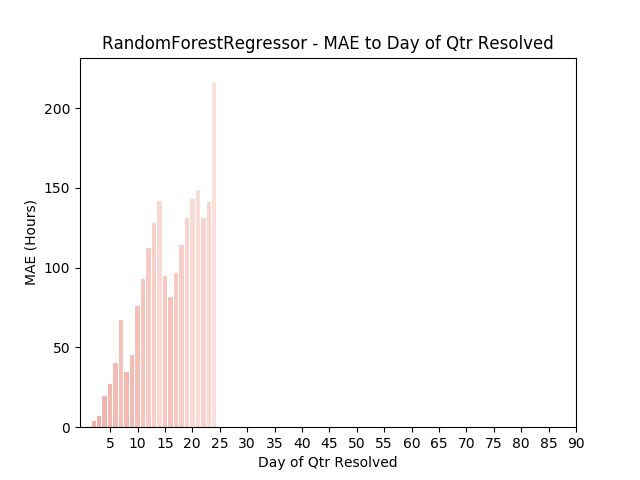 RandomForestRegressor - MAE to Day of Qtr Resolved
MAE (Hours)
200
150
100
50
0
5 10 15 20 25 30 35 40 45 50 55 60 65 70 75 80 85 90
Day of Qtr Resolved